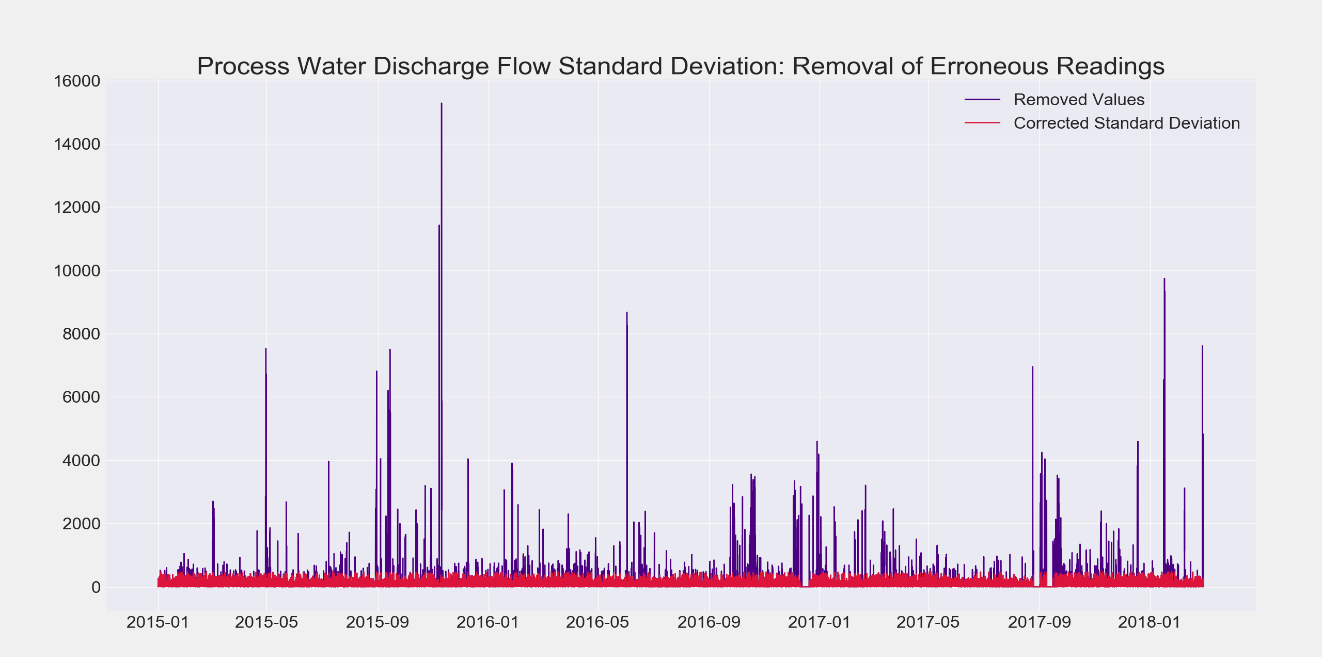 Process Water Discharge Flow Standard Deviation: Removal of Erroneous Readings
Removed Values
Corrected Standard Deviation
16000
14000
12000
10000
8000
6000
4000
2000
0
2015-01 2015-05 2015-09 2016-01 2016-05 2016-09 2017-01 2017-05 2017-09 2018-01